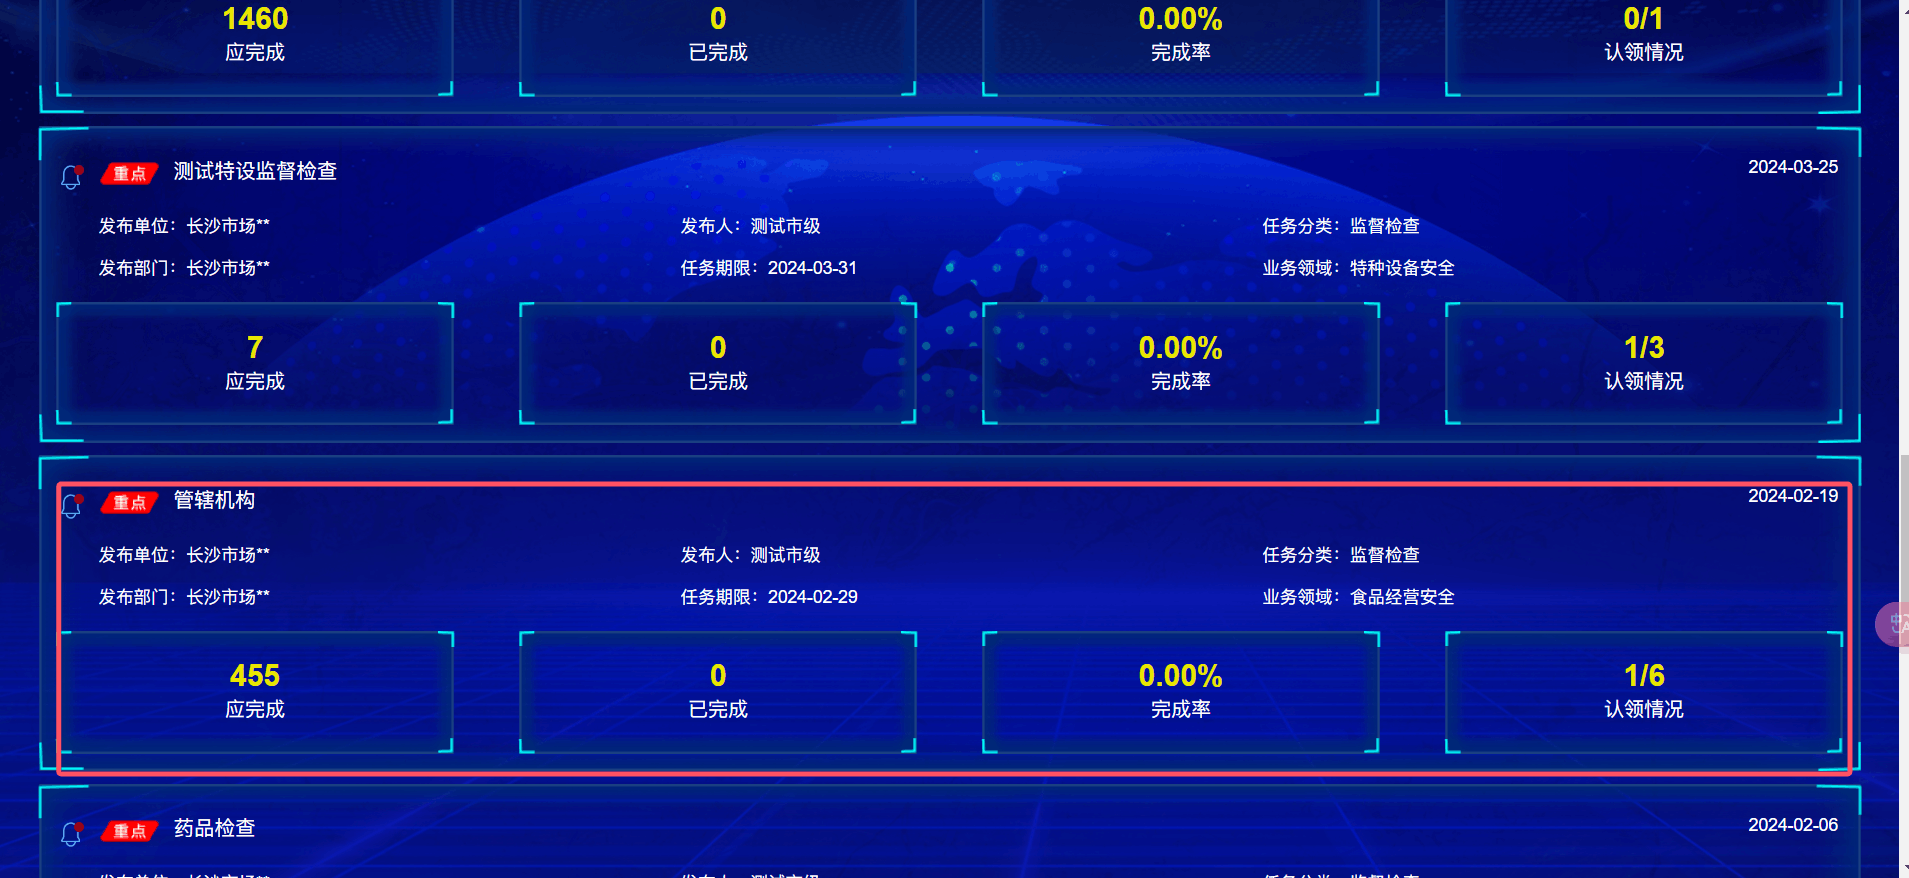 1460 0 0.00% 0/1
应完成 已完成 完成率 认领情况
重点 测试特设监督检查 2024-03-25
发布单位：长沙市场** 发布人：测试市级 任务分类：监督检查
发布部门：长沙市场** 任务期限：2024-03-31 业务领域：特种设备安全
7 0 0.00% 1/3
应完成 已完成 完成率 认领情况
重点 管辖机构 2024-02-19
发布单位：长沙市场** 发布人：测试市级 任务分类：监督检查
发布部门：长沙市场** 任务期限：2024-02-29 业务领域：食品经营安全
455 0 0.00% 1/6
应完成 已完成 完成率 认领情况
重点 药品检查 2024-02-06